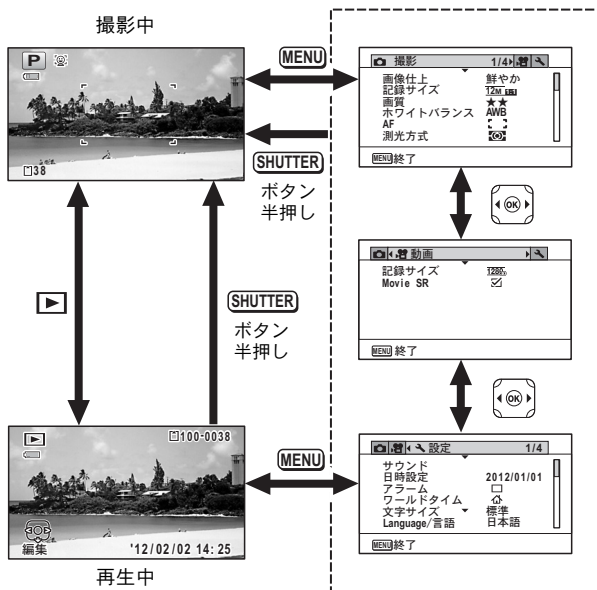 撮影中
P
38
MENU
SHUTTER
ボタン
半押し
撮影 1/4
画像仕上 鮮やか
記録サイズ 12M 16:9
画質 ★★
ホワイトバランス AWB
AF
測光方式
MENU 終了
OK
SHUTTER
ボタン
半押し
動画
記録サイズ 1280
Movie SR ☑
MENU 終了
OK
100-0038
編集
'12/02/02 14:25
再生中
MENU
設定 1/4
サウンド
日時設定 2012/01/01
アラーム □
ワールドタイム
文字サイズ 標準
Language/言語 日本語
MENU 終了